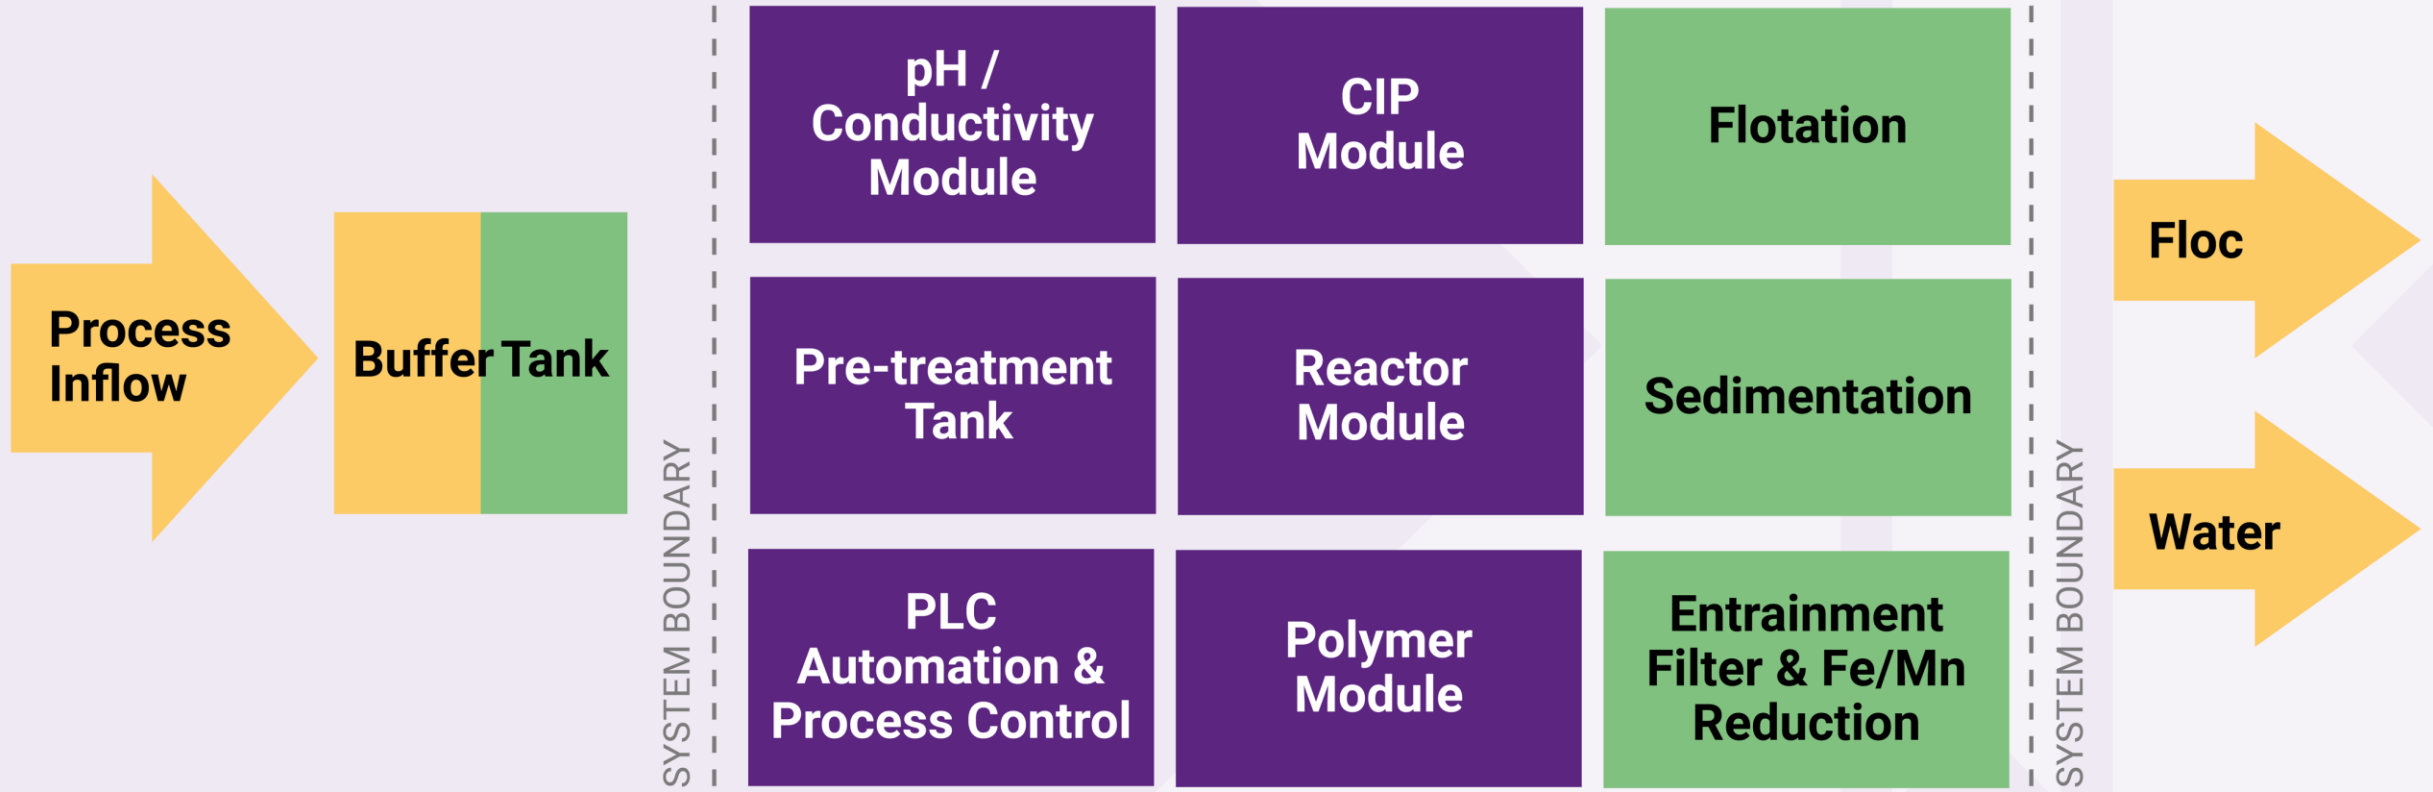 Process
Inflow
Buffer Tank
SYSTEM BOUNDARY
pH /
Conductivity
Module
CIP
Module
Flotation
Pre-treatment
Tank
Reactor
Module
Sedimentation
PLC
Automation &
Process Control
Polymer
Module
Entrainment
Filter & Fe/Mn
Reduction
SYSTEM BOUNDARY
Floc
Water